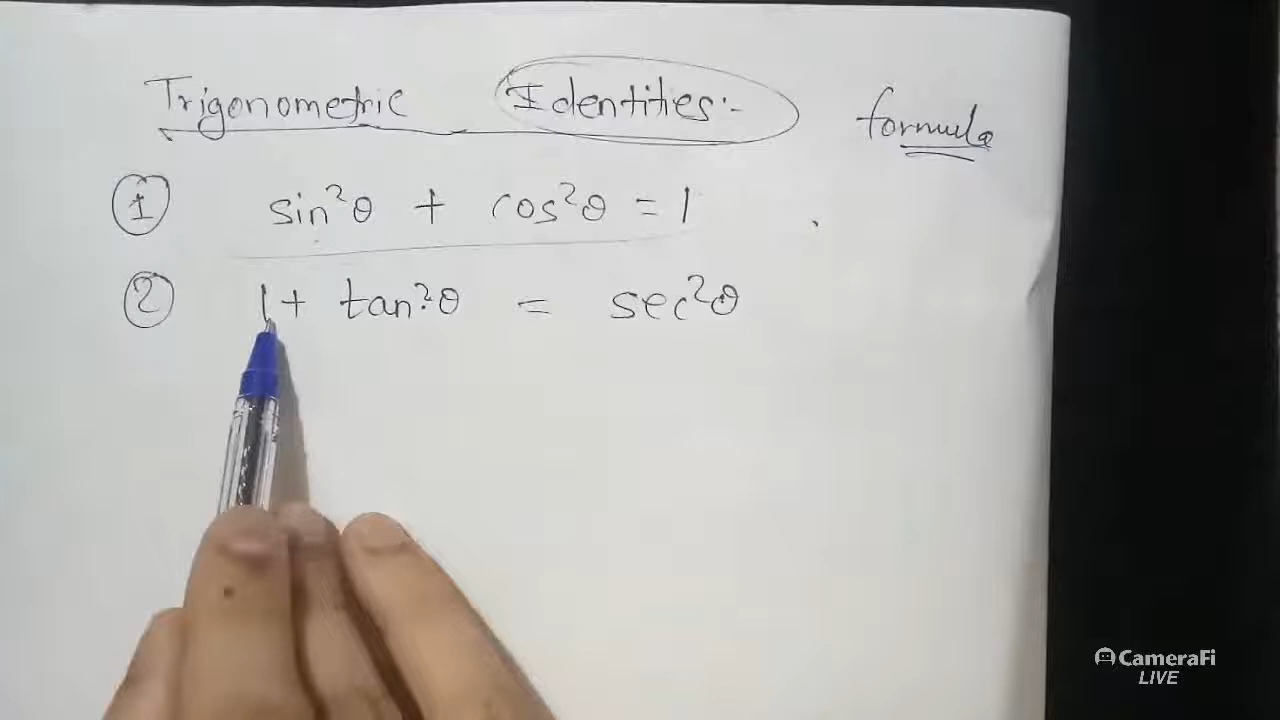 Trigonometric Identities:- formula
① sin²θ + cos²θ = 1
② 1 + tan²θ = sec²θ
CameraFi
LIVE